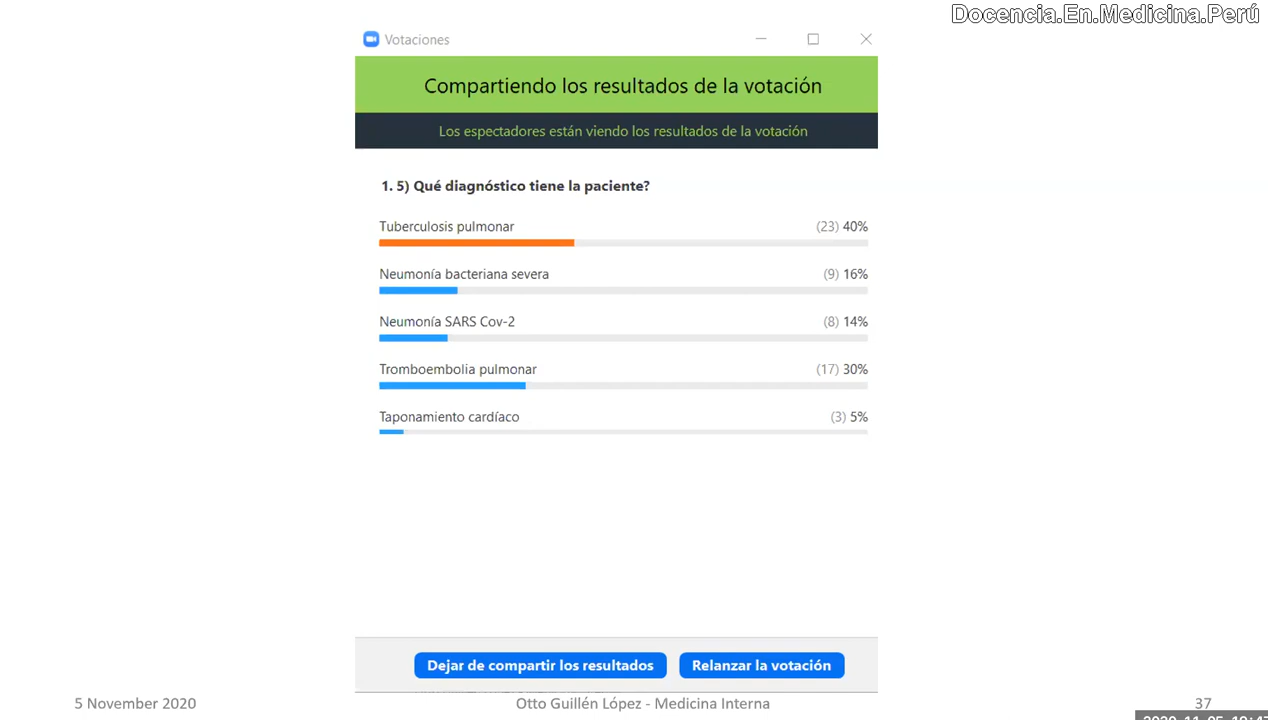 Docencia.En.Medicina.Perú
Votaciones
Compartiendo los resultados de la votación
Los espectadores están viendo los resultados de la votación
1. 5) Qué diagnóstico tiene la paciente?
Tuberculosis pulmonar (23) 40%
Neumonía bacteriana severa (9) 16%
Neumonía SARS Cov-2 (8) 14%
Tromboembolia pulmonar (17) 30%
Taponamiento cardíaco (3) 5%
Dejar de compartir los resultados Relanzar la votación
5 November 2020 Otto Guillén López - Medicina Interna 37